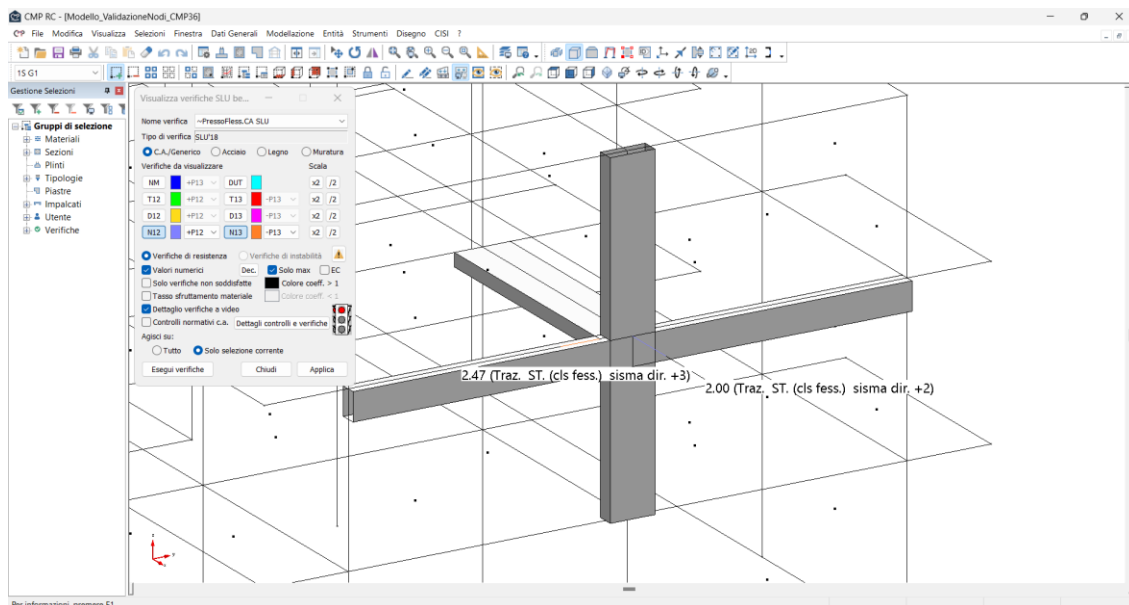 CMP RC - [Modello_ValidazioneNodi_CMP36]
File Modifica Visualizza Selezioni Finestra Dati Generali Modellazione Entità Strumenti Disegno CISI ?
1S G1
Gestione Selezioni
Gruppi di selezione
Materiali
Sezioni
Plinti
Tipologie
Piastre
Impalcati
Utente
Verifiche
Visualizza verifiche SLU be...
Nome verifica ~PressoFless.CA SLU
Tipo di verifica SLU'18
C.A./Generico Acciaio Legno Muratura
Verifiche da visualizzare Scala
NM +P13 DUT x2 /2
T12 +P12 T13 -P13 x2 /2
D12 +P12 D13 -P13 x2 /2
N12 +P12 N13 -P13 x2 /2
Verifiche di resistenza Verifiche di instabilità
Valori numerici Dec. Solo max EC
Solo verifiche non soddisfatte Colore coeff. > 1
Tasso sfruttamento materiale Colore coeff. < 1
Dettaglio verifiche a video
Controlli normativi c.a. Dettagli controlli e verifiche
Agisci su:
Tutto Solo selezione corrente
Esegui verifiche Chiudi Applica
2.47 (Traz. ST. (cls fess.) sisma dir. +3)
2.00 (Traz. ST. (cls fess.) sisma dir. +2)
Per informazioni, premere F1